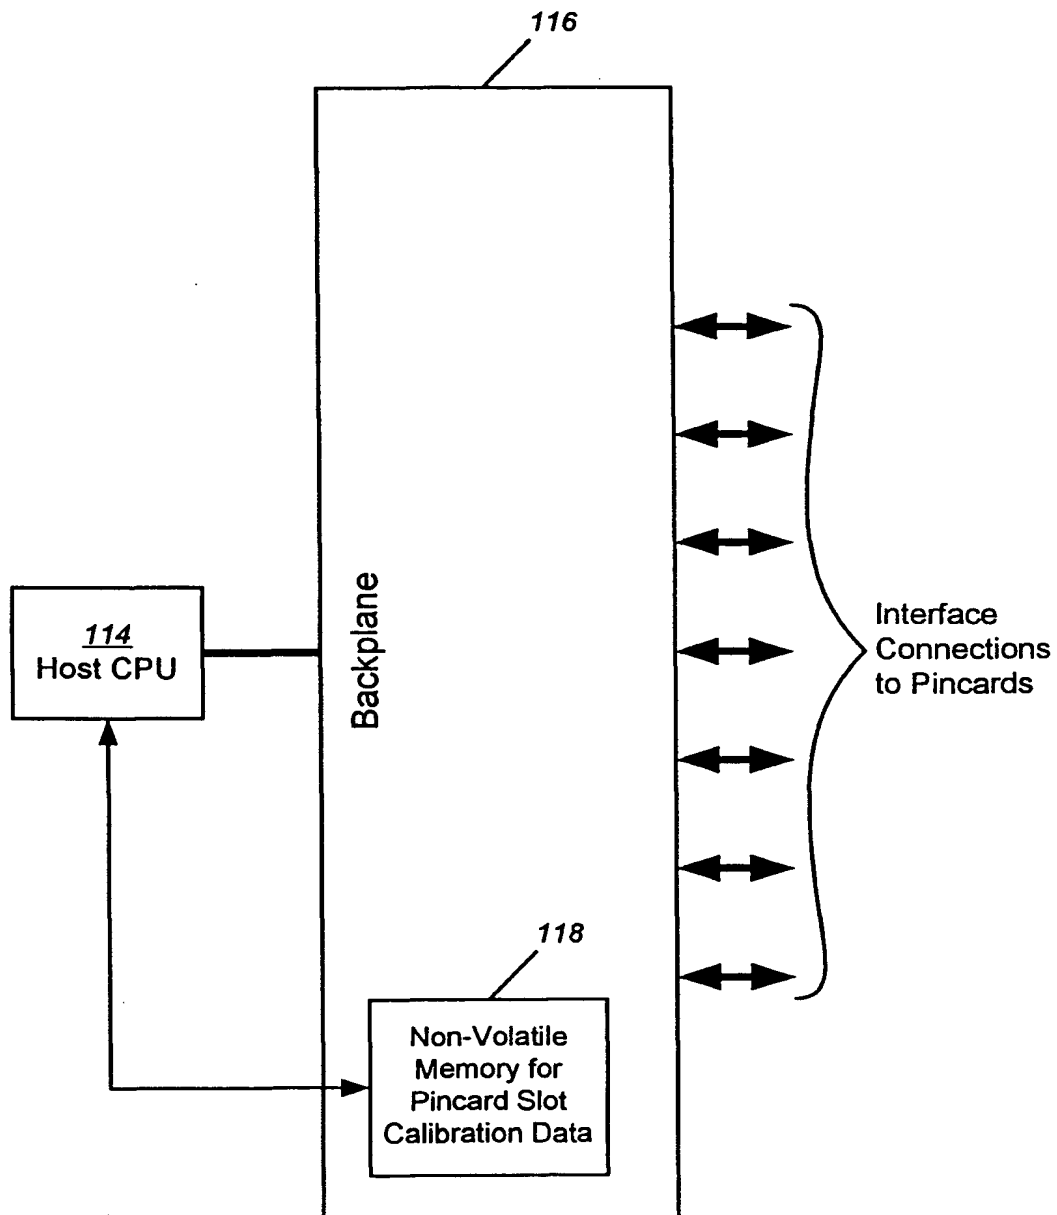 116
Backplane
114
Host CPU
Interface
Connections
to Pincards
118
Non-Volatile
Memory for
Pincard Slot
Calibration Data